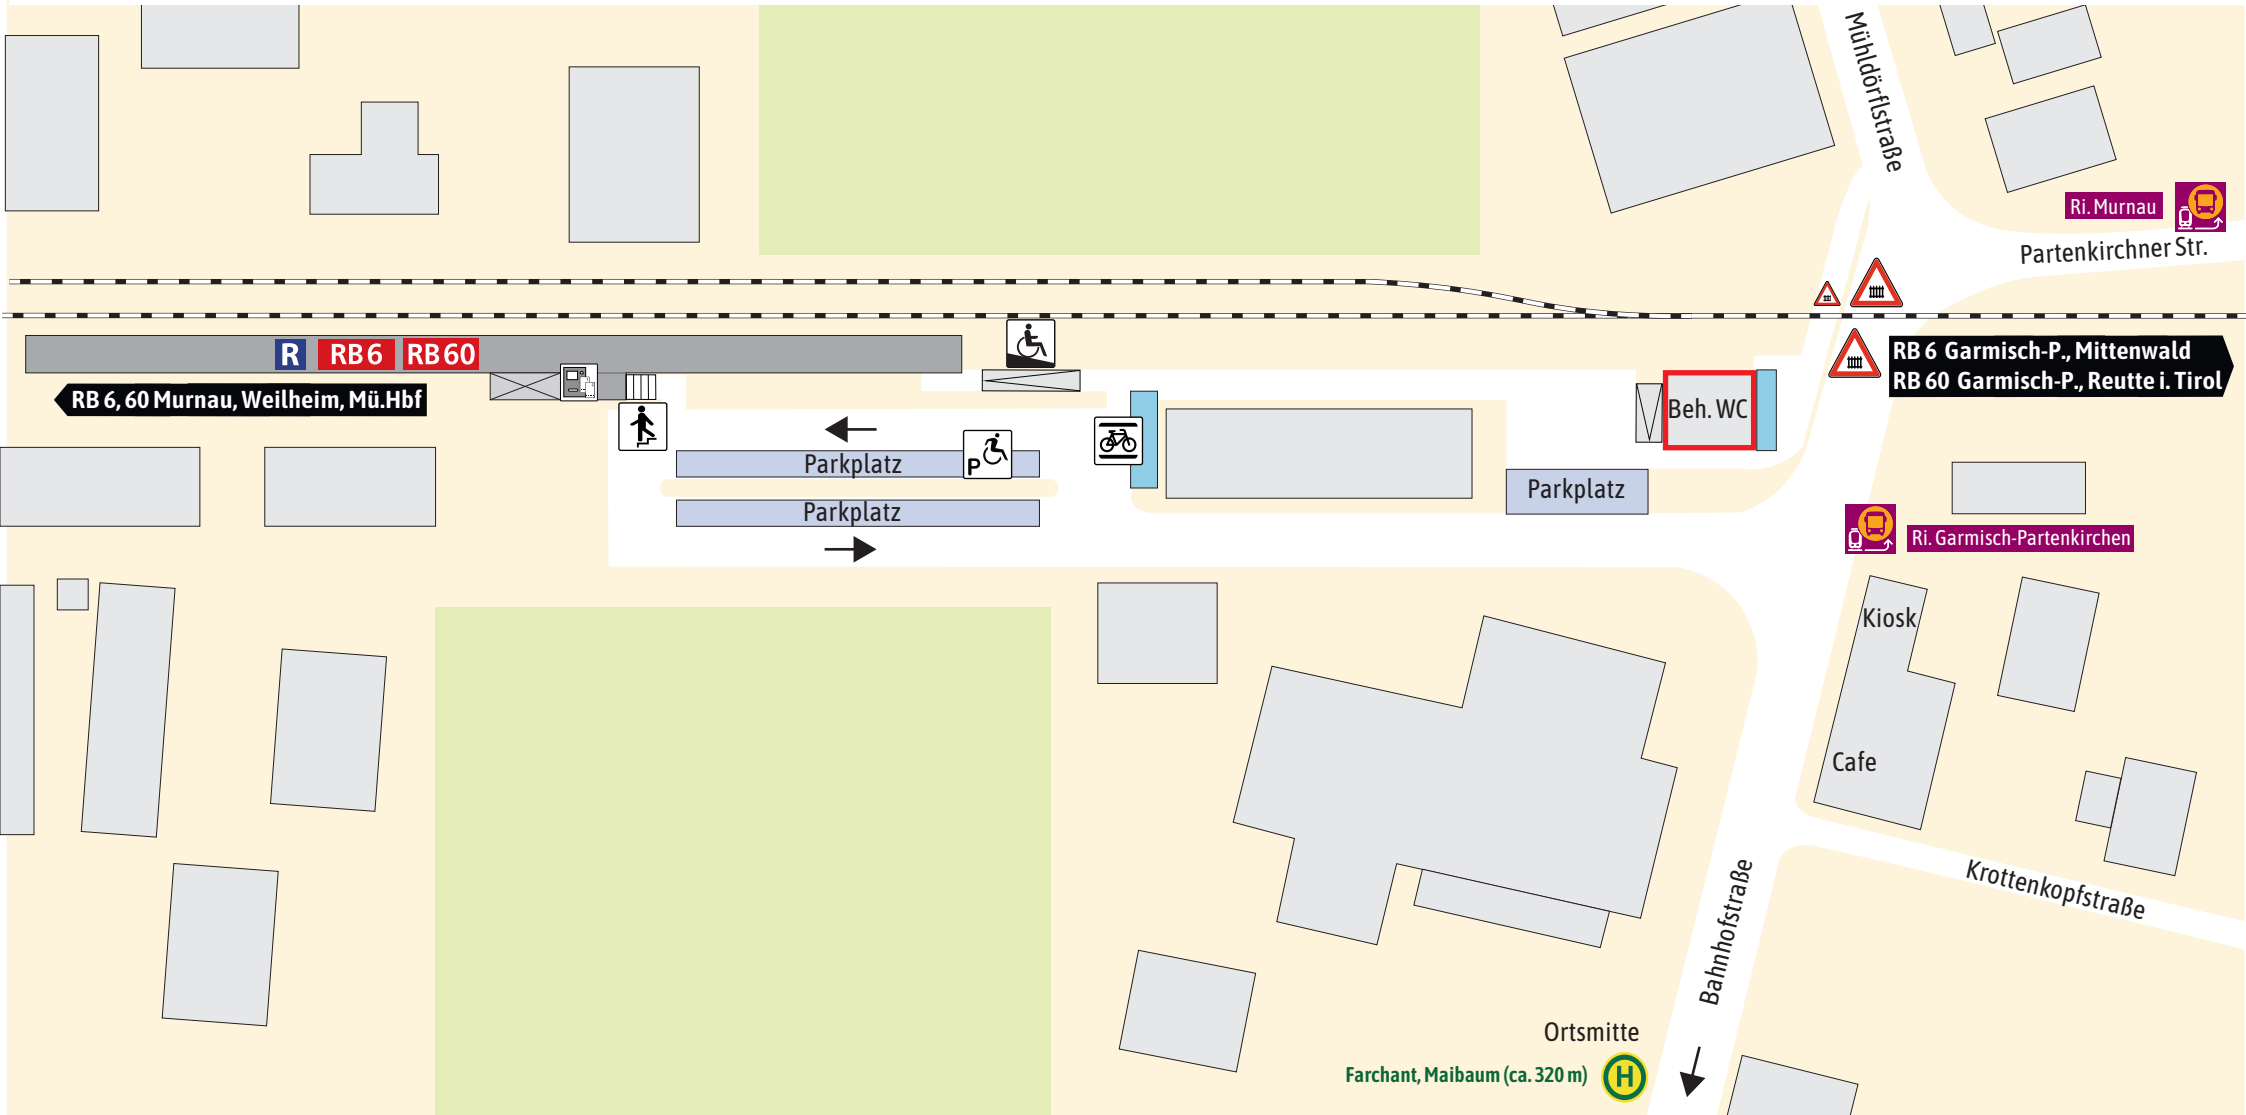 Mühldörflstraße
Ri. Murnau
Partenkirchner Str.
R RB6 RB60
RB 6, 60 Murnau, Weilheim, Mü.Hbf
RB 6 Garmisch-P., Mittenwald
RB 60 Garmisch-P., Reutte i. Tirol
Beh. WC
P
Parkplatz
Parkplatz
Parkplatz
Ri. Garmisch-Partenkirchen
Kiosk
Cafe
Krottenkopfstraße
Bahnhofstraße
Ortsmitte
Farchant, Maibaum (ca. 320 m) H